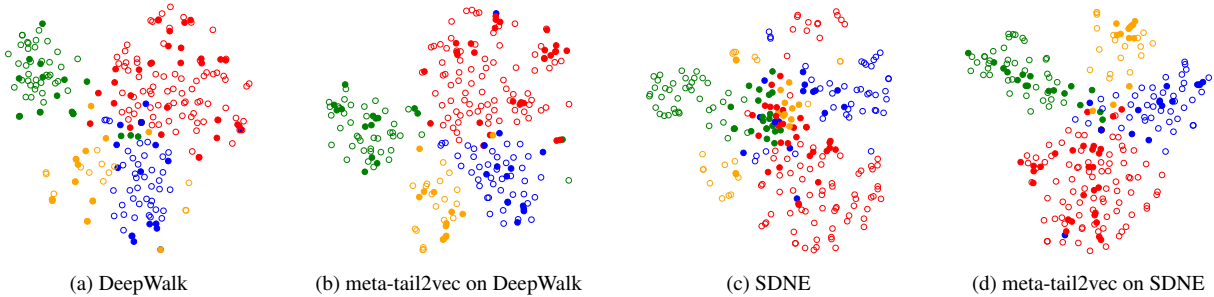 (a) DeepWalk
(b) meta-tail2vec on DeepWalk
(c) SDNE
(d) meta-tail2vec on SDNE